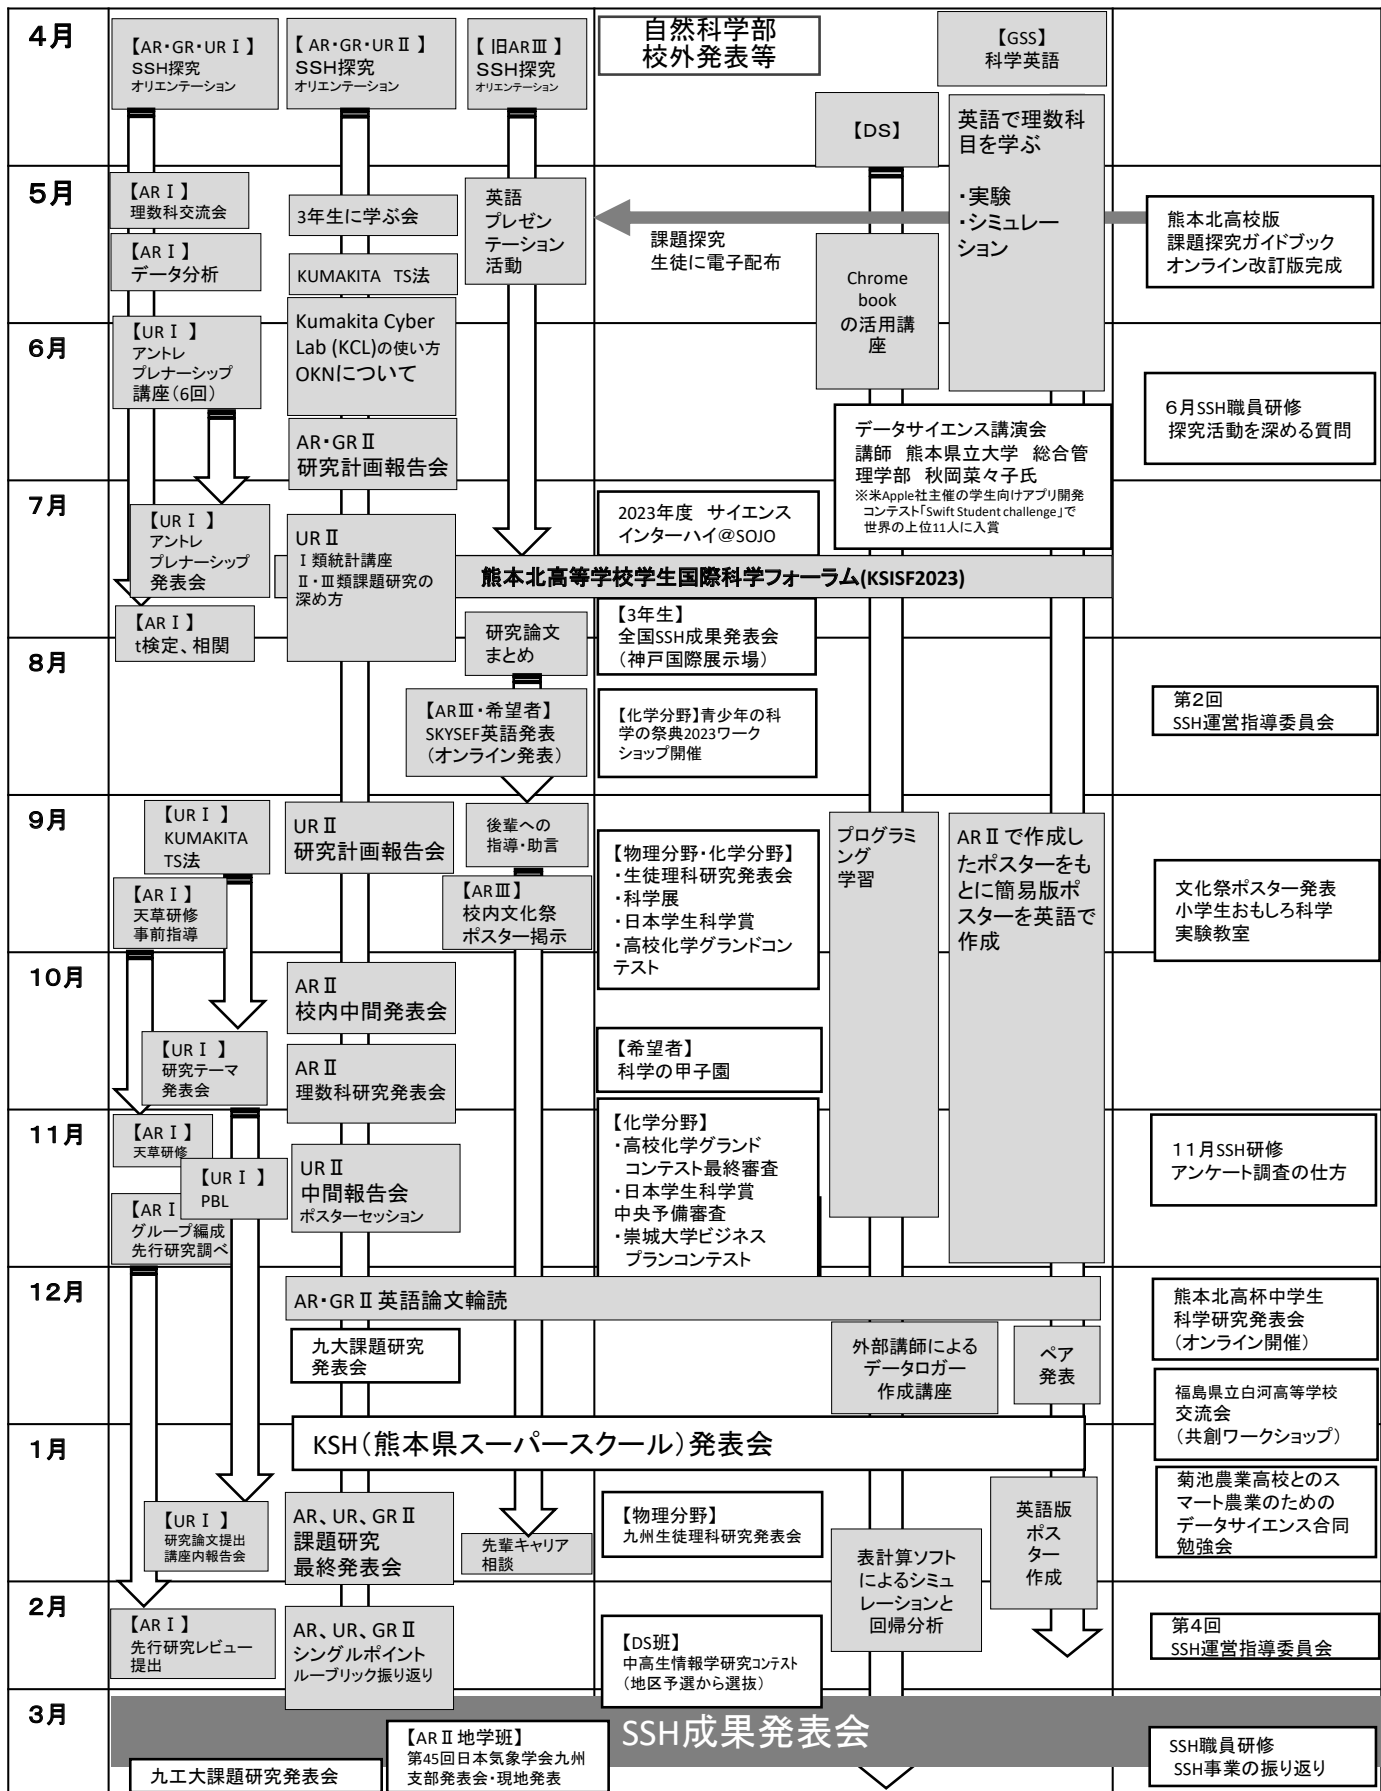 4月
【AR・GR・URⅠ】
SSH探究
オリエンテーション
【 AR・GR・URⅡ】
SSH探究
オリエンテーション
【 旧ARⅢ】
SSH探究
オリエンテーション
自然科学部
校外発表等
【GSS】
科学英語
【DS】
英語で理数科
目を学ぶ
・実験
・シミュレー
ション
5月
【ARⅠ】
理数科交流会
【ARⅠ】
データ分析
3年生に学ぶ会
KUMAKITA TS法
英語
プレゼン
テーション
活動
課題探究
生徒に電子配布
Chrome
book
の活用講
座
熊本北高校版
課題探究ガイドブック
オンライン改訂版完成
6月
【URⅠ】
アントレ
プレナーシップ
講座(6回)
Kumakita Cyber
Lab (KCL)の使い方
OKNについて
AR・GRⅡ
研究計画報告会
データサイエンス講演会
講師 熊本県立大学 総合管
理学部 秋岡菜々子氏
※米Apple社主催の学生向けアプリ開発
コンテスト「Swift Student challenge」で
世界の上位11人に入賞
6月SSH職員研修
探究活動を深める質問
7月
【URⅠ】
アントレ
プレナーシップ
発表会
【ARⅠ】
t検定、相関
URⅡ
Ⅰ類統計講座
Ⅱ・Ⅲ類課題研究の
深め方
2023年度 サイエンス
インターハイ@SOJO
熊本北高等学校学生国際科学フォーラム(KSISF2023)
研究論文
まとめ
【3年生】
全国SSH成果発表会
(神戸国際展示場)
8月
【ARⅢ・希望者】
SKYSEF英語発表
(オンライン発表)
【化学分野】青少年の科
学の祭典2023ワーク
ショップ開催
第2回
SSH運営指導委員会
9月
【URⅠ】
KUMAKITA
TS法
【ARⅠ】
天草研修
事前指導
URⅡ
研究計画報告会
後輩への
指導・助言
【ARⅢ】
校内文化祭
ポスター掲示
【物理分野・化学分野】
・生徒理科研究発表会
・科学展
・日本学生科学賞
・高校化学グランドコン
テスト
プログラミ
ング
学習
ARⅡで作成し
たポスターをも
とに簡易版ポ
スターを英語で
作成
文化祭ポスター発表
小学生おもしろ科学
実験教室
10月
【URⅠ】
研究テーマ
発表会
ARⅡ
校内中間発表会
ARⅡ
理数科研究発表会
【希望者】
科学の甲子園
11月
【ARⅠ】
天草研修
【URⅠ】
PBL
【ARⅠ
グループ編成
先行研究調べ
URⅡ
中間報告会
ポスターセッション
【化学分野】
・高校化学グランド
コンテスト最終審査
・日本学生科学賞
中央予備審査
・崇城大学ビジネス
プランコンテスト
11月SSH研修
アンケート調査の仕方
12月
AR・GRⅡ英語論文輪読
九大課題研究
発表会
外部講師による
データロガー
作成講座
ペア
発表
熊本北高杯中学生
科学研究発表会
(オンライン開催)
福島県立白河高等学校
交流会
(共創ワークショップ)
1月
KSH(熊本県スーパースクール)発表会
【URⅠ】
研究論文提出
講座内報告会
AR、UR、GRⅡ
課題研究
最終発表会
先輩キャリア
相談
【物理分野】
九州生徒理科研究発表会
表計算ソフト
によるシミュ
レーションと
回帰分析
英語版
ポス
ター
作成
菊池農業高校とのス
マート農業のための
データサイエンス合同
勉強会
2月
【ARⅠ】
先行研究レビュー
提出
AR、UR、GRⅡ
シングルポイント
ルーブリック振り返り
【DS班】
中高生情報学研究コンテスト
(地区予選から選抜)
第4回
SSH運営指導委員会
3月
SSH成果発表会
九工大課題研究発表会
【ARⅡ地学班】
第45回日本気象学会九州
支部発表会・現地発表
SSH職員研修
SSH事業の振り返り